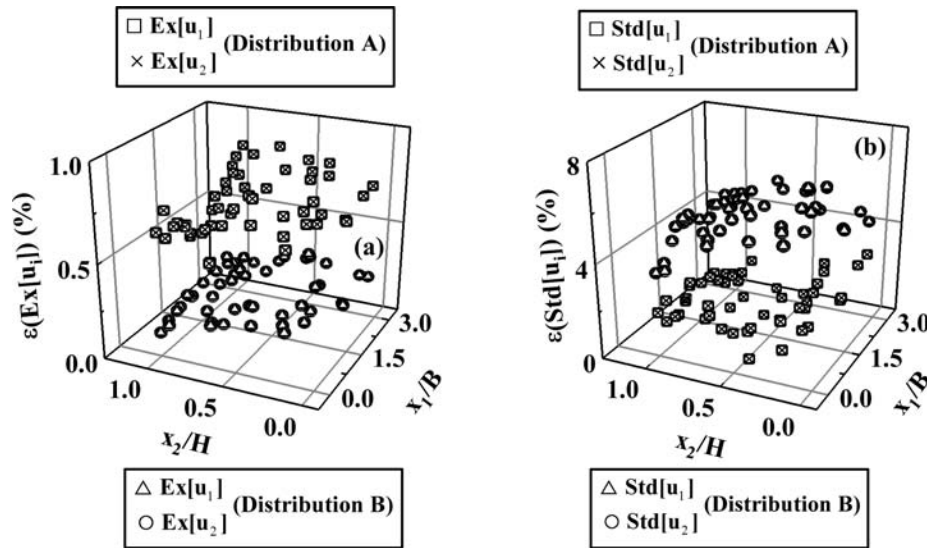 □ Ex[u₁]
× Ex[u₂]
(Distribution A)
□ Std[u₁]
× Std[u₂]
(Distribution A)
(a)
ε(Ex[uᵢ]) (%)
1.0
0.5
0.0
1.0
0.5
0.0
x₂/H
0.0
1.5
3.0
x₁/B
(b)
ε(Std[uᵢ]) (%)
8
4
0
1.0
0.5
0.0
x₂/H
0.0
1.5
3.0
x₁/B
△ Ex[u₁]
○ Ex[u₂]
(Distribution B)
△ Std[u₁]
○ Std[u₂]
(Distribution B)